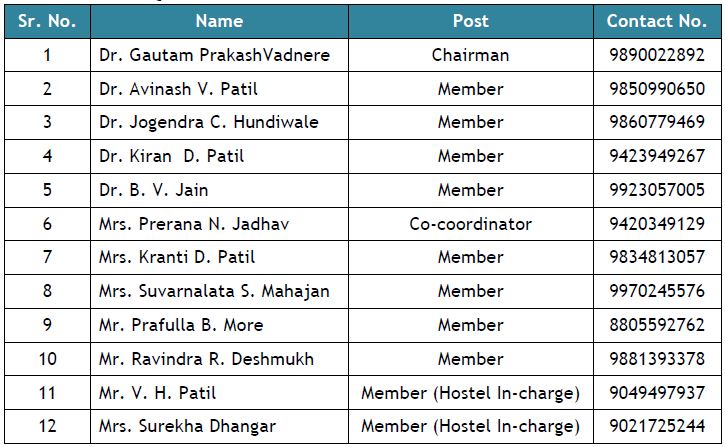 Sr. No. Name Post Contact No.
1 Dr. Gautam PrakashVadnere Chairman 9890022892
2 Dr. Avinash V. Patil Member 9850990650
3 Dr. Jogendra C. Hundiwale Member 9860779469
4 Dr. Kiran D. Patil Member 9423949267
5 Dr. B. V. Jain Member 9923057005
6 Mrs. Prerana N. Jadhav Co-coordinator 9420349129
7 Mrs. Kranti D. Patil Member 9834813057
8 Mrs. Suvarnalata S. Mahajan Member 9970245576
9 Mr. Prafulla B. More Member 8805592762
10 Mr. Ravindra R. Deshmukh Member 9881393378
11 Mr. V. H. Patil Member (Hostel In-charge) 9049497937
12 Mrs. Surekha Dhangar Member (Hostel In-charge) 9021725244